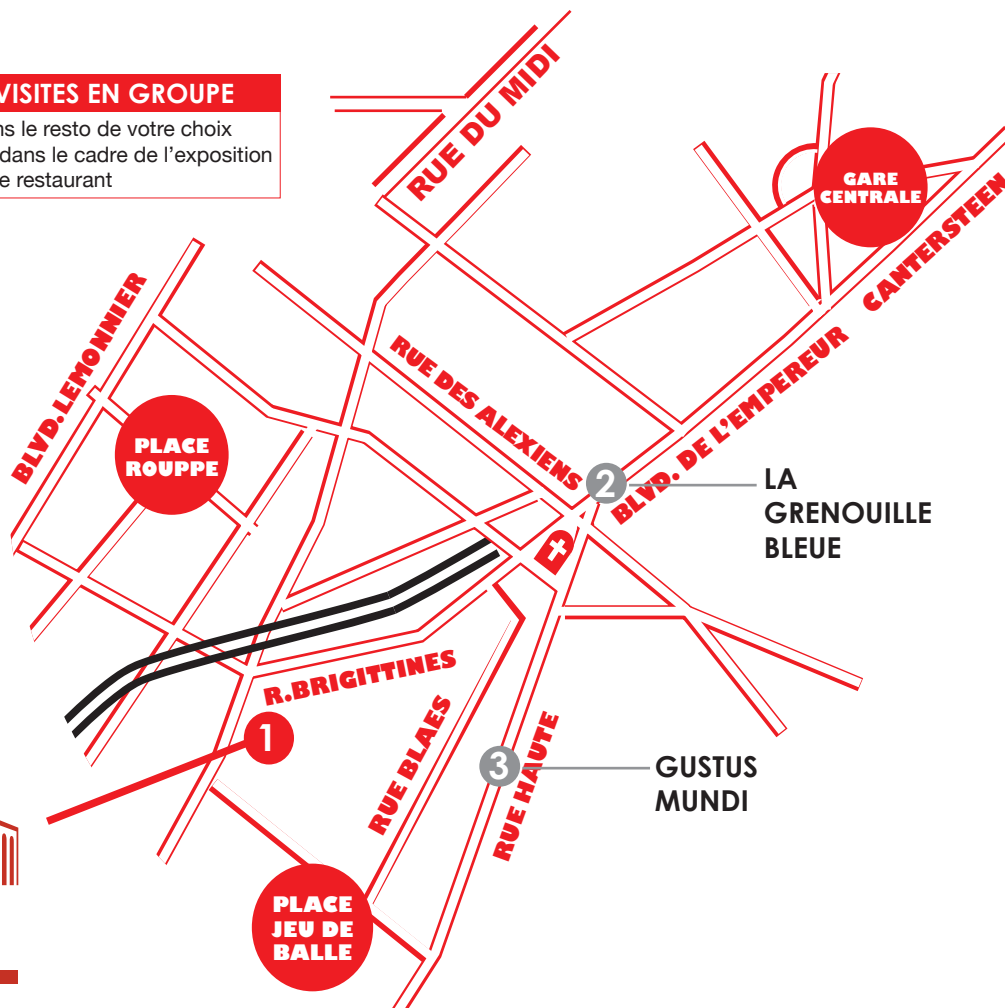 VISITES EN GROUPE
le resto de votre choix
dans le cadre de l'exposition
restaurant
RUE DU MIDI
GARE
CENTRALE
CANTERSTEEN
BLVD. LEMONNIER
RUE DES ALEXIENS
BLVD. DE L'EMPEREUR
PLACE
ROUPPE
2
LA
GRENOUILLE
BLEUE
R.BRIGITTINES
1
RUE BLAES
3
RUE HAUTE
GUSTUS
MUNDI
PLACE
JEU DE
BALLE